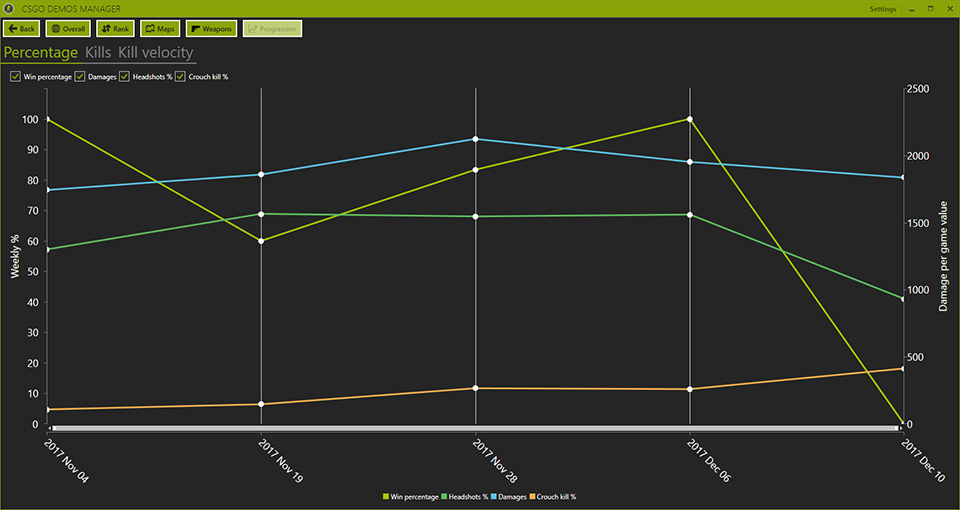 CSGO DEMOS MANAGER
Settings
Back Overall Rank Maps Weapons Progression
Percentage Kills Kill velocity
Win percentage Damages Headshots % Crouch kill %
2500
100
90
2000
80
70
1500
60
Weekly %
Damage per game value
50
1000
40
30
500
20
10
0
0
2017 Nov 04
2017 Nov 19
2017 Nov 28
2017 Dec 06
2017 Dec 10
Win percentage Headshots % Damages Crouch kill %